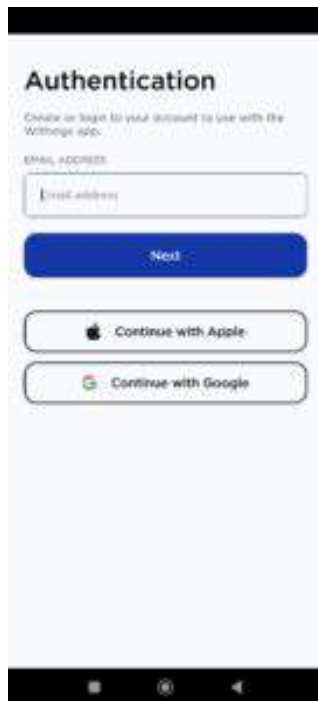 Authentication
Create or login to your account to use with the
Withings app.
EMAIL ADDRESS
Email address
Next
Continue with Apple
Continue with Google